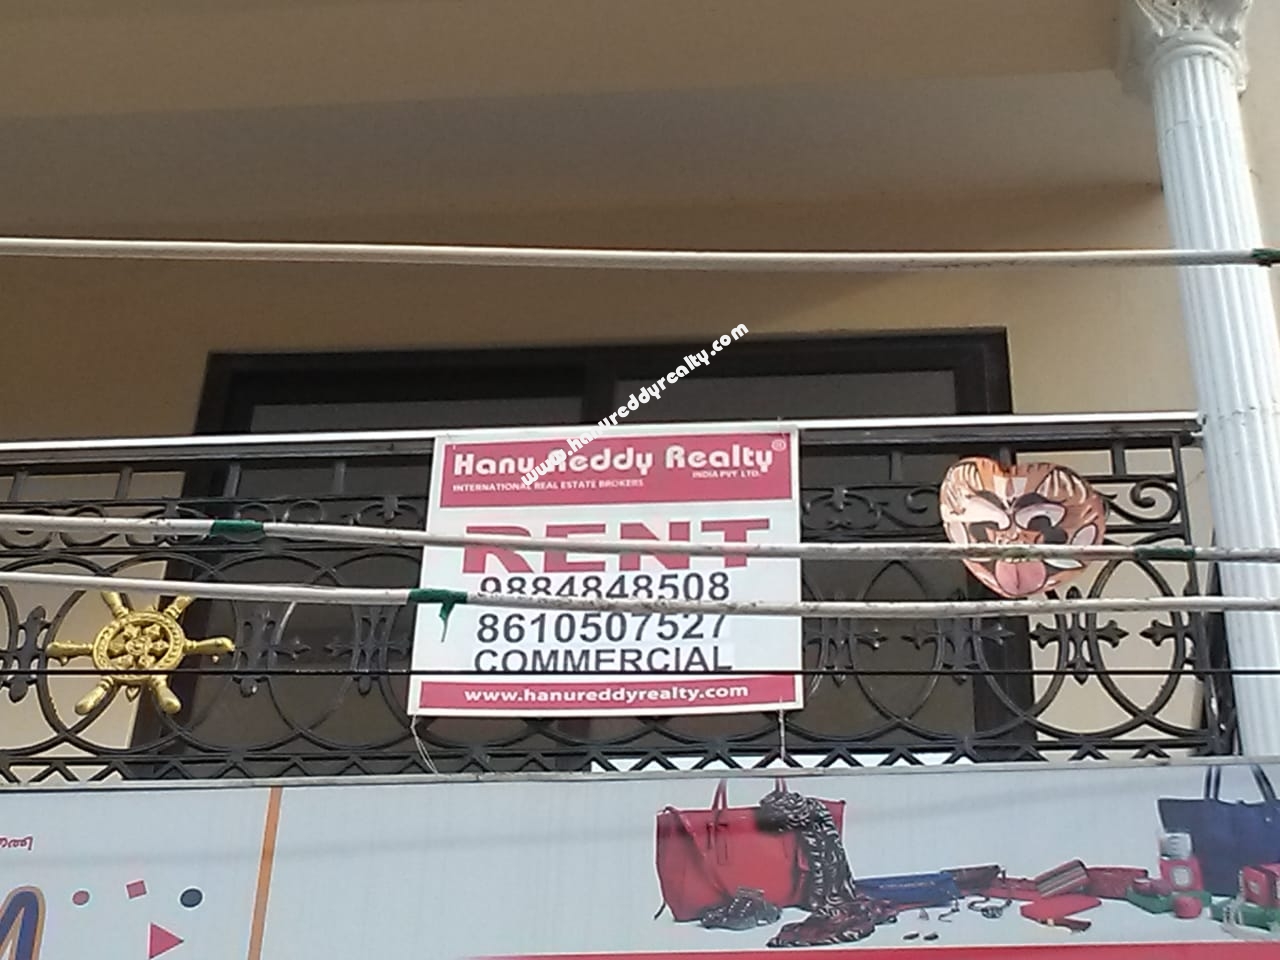 www.hanureddyrealty.com
Hanu Reddy Realty®
INDIA PVT. LTD.
INTERNATIONAL REAL ESTATE BROKERS
RENT
9884848508
8610507527
COMMERCIAL
www.hanureddyrealty.com